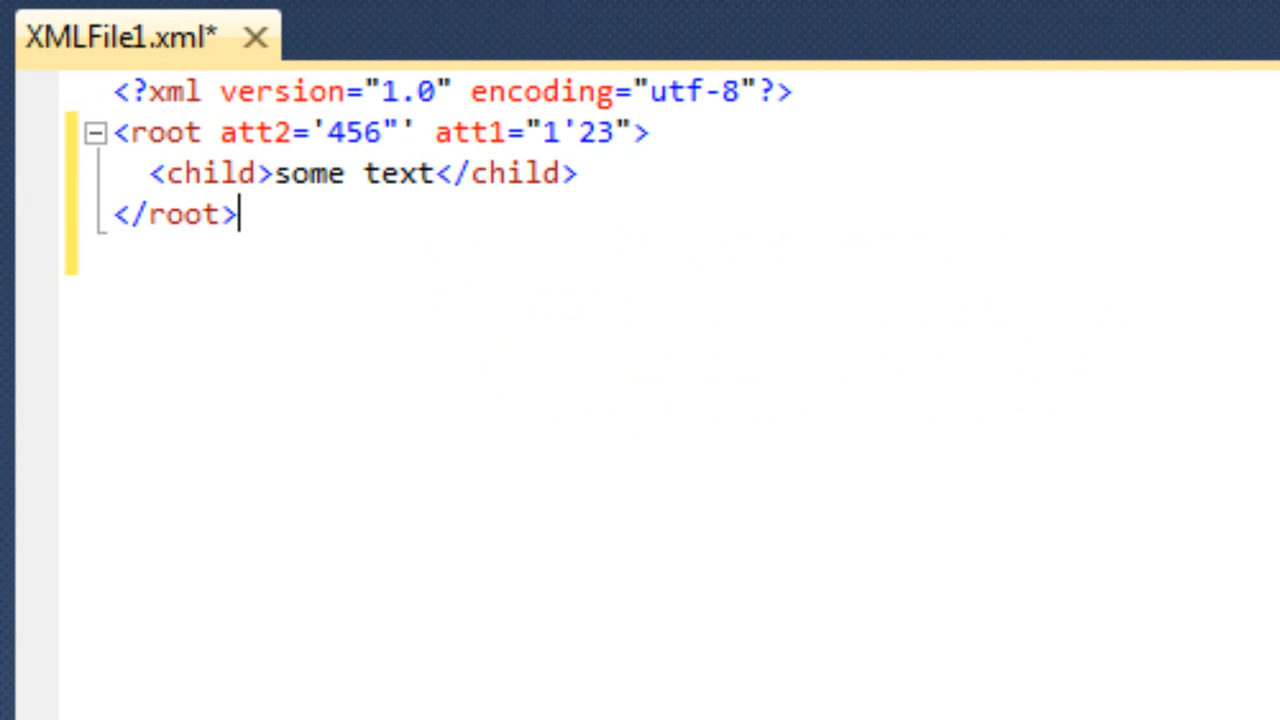 XMLFile1.xml*
<?xml version="1.0" encoding="utf-8"?>
<root att2='456"' att1="1'23">
<child>some text</child>
</root>